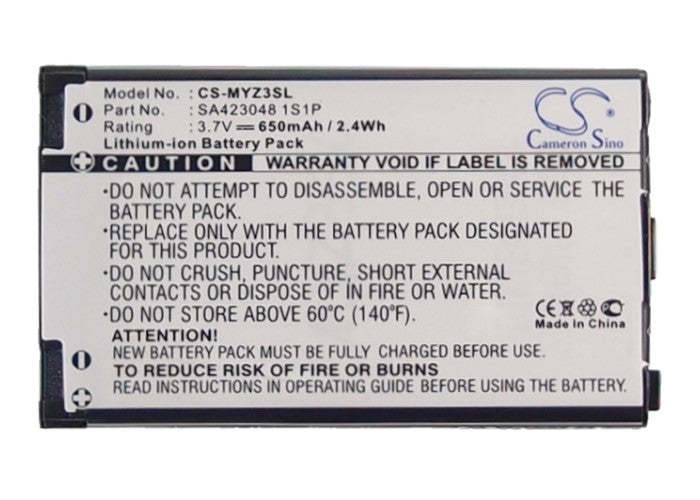 Model No. : CS-MYZ3SL
Part No. : SA423048 1S1P
Rating : 3.7V 650mAh / 2.4Wh
Lithium-ion Battery Pack
CS
Cameron Sino
CAUTION WARRANTY VOID IF LABEL IS REMOVED
•DO NOT ATTEMPT TO DISASSEMBLE, OPEN OR SERVICE THE
BATTERY PACK.
•REPLACE ONLY WITH THE BATTERY PACK DESIGNATED
FOR THIS PRODUCT.
•DO NOT CRUSH, PUNCTURE, SHORT EXTERNAL
CONTACTS OR DISPOSE OF IN FIRE OR WATER.
•DO NOT STORE ABOVE 60°C (140°F).
ATTENYZIONE:
NEW BATTERY PACK MUST BE FULLY CHARGED BEFORE USE.
TO REDUCE RISK OF FIRE OR BURNS
READ INSTRUCTION IN OPERATING GUIDE BEFORE BATTERY USE.
CE
Made In China